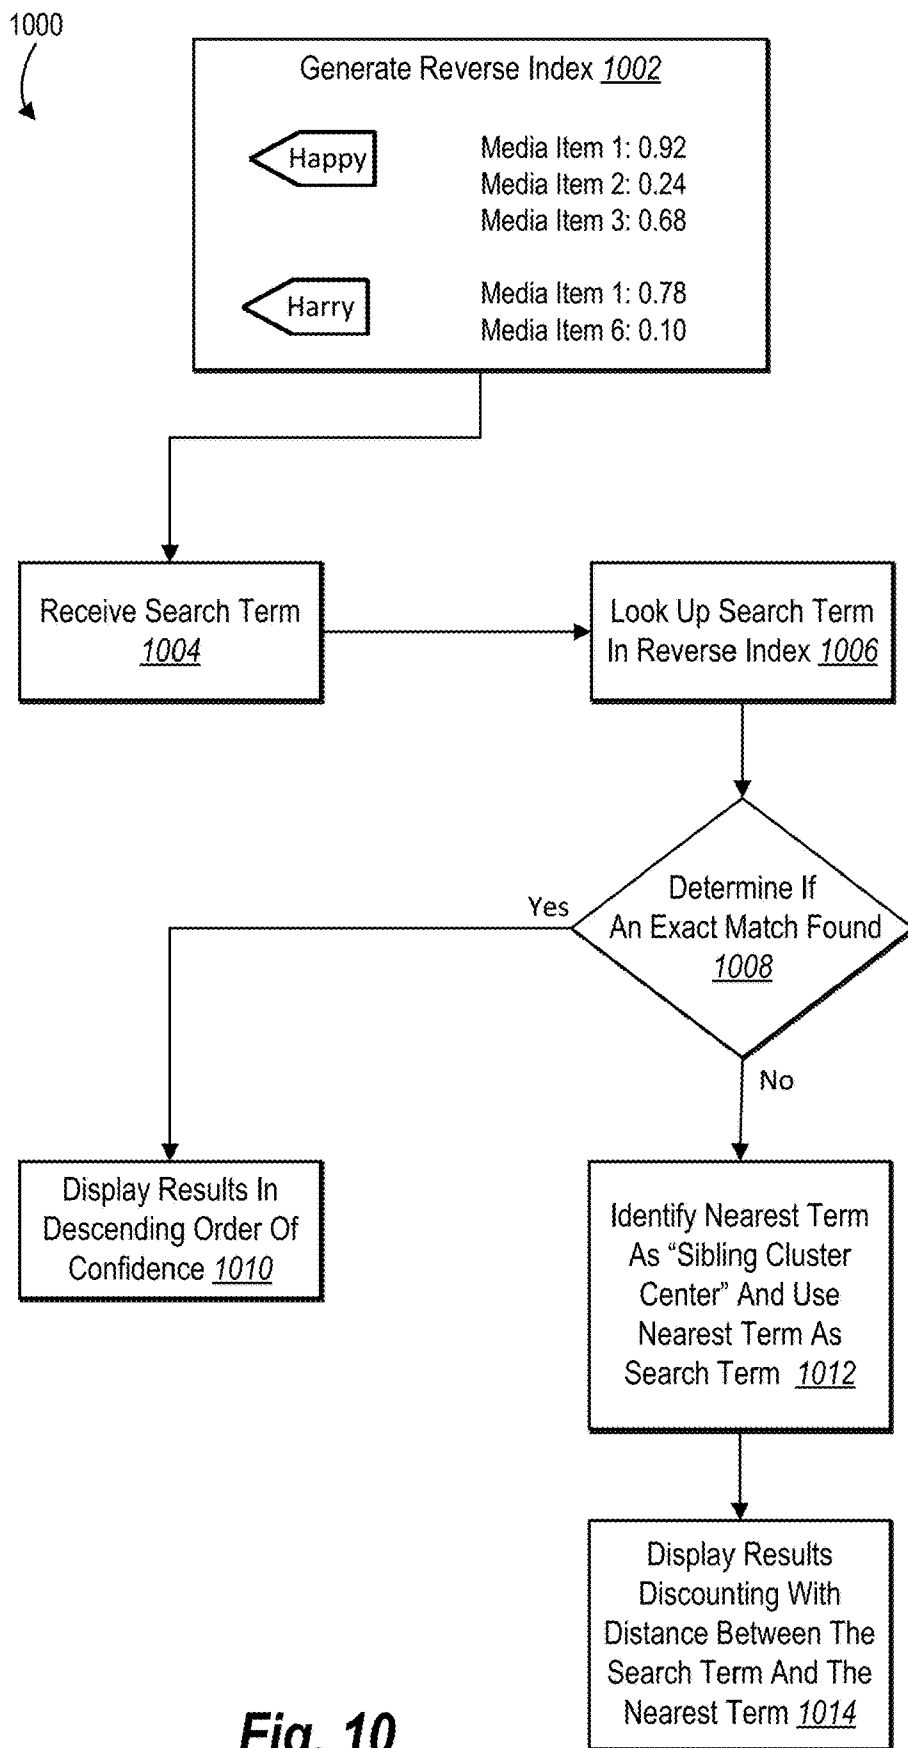 1000
Generate Reverse Index 1002
Happy
Media Item 1: 0.92
Media Item 2: 0.24
Media Item 3: 0.68
Harry
Media Item 1: 0.78
Media Item 6: 0.10
Receive Search Term
1004
Look Up Search Term
In Reverse Index 1006
Determine If
An Exact Match Found
1008
Yes
No
Display Results In
Descending Order Of
Confidence 1010
Identify Nearest Term
As “Sibling Cluster
Center” And Use
Nearest Term As
Search Term 1012
Display Results
Discounting With
Distance Between The
Search Term And The
Nearest Term 1014
Fig. 10